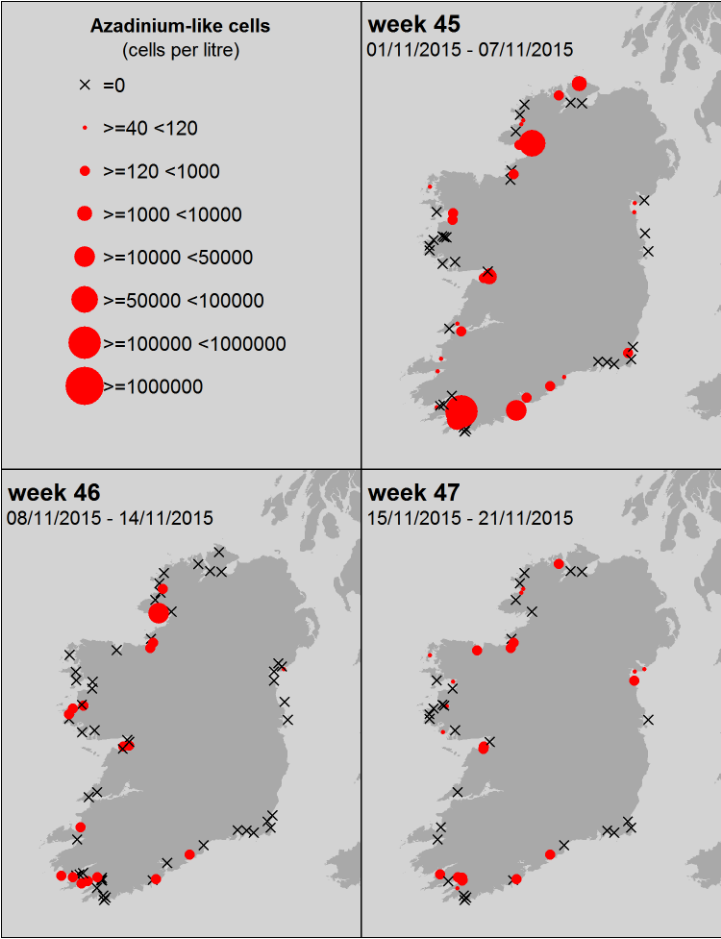 Azadinium-like cells
(cells per litre)
=0
>=40 <120
>=120 <1000
>=1000 <10000
>=10000 <50000
>=50000 <100000
>=100000 <1000000
>=1000000
week 45
01/11/2015 - 07/11/2015
week 46
08/11/2015 - 14/11/2015
week 47
15/11/2015 - 21/11/2015